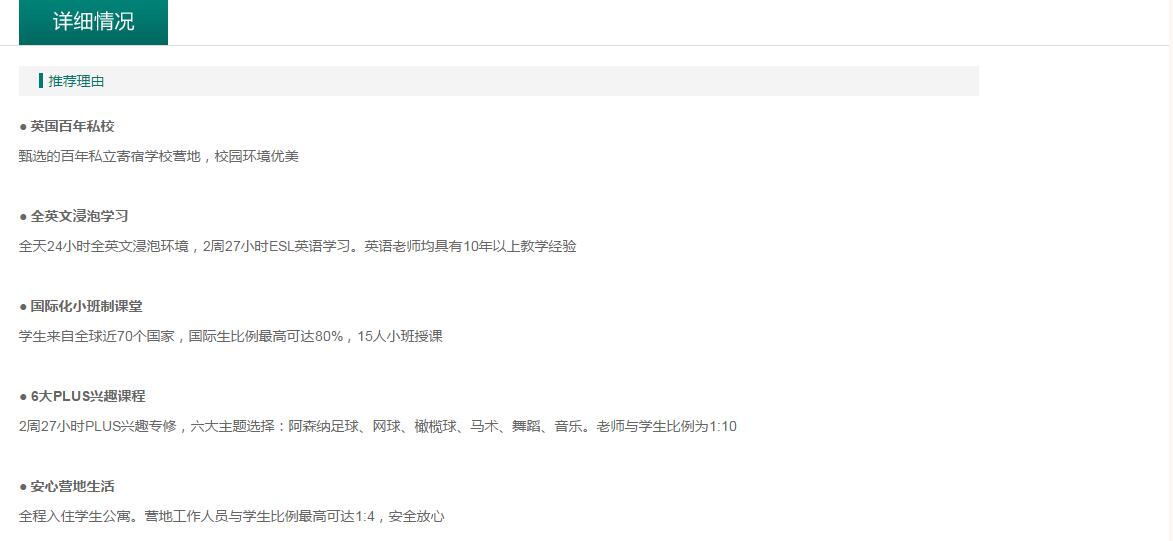 详细情况
推荐理由
● 英国百年私校
甄选的百年私立寄宿学校营地，校园环境优美
● 全英文浸泡学习
全天24小时全英文浸泡环境，2周27小时ESL英语学习。英语老师均具有10年以上教学经验
● 国际化小班制课堂
学生来自全球近70个国家，国际生比例最高可达80%，15人小班授课
● 6大PLUS兴趣课程
2周27小时PLUS兴趣专修，六大主题选择：阿森纳足球、网球、橄榄球、马术、舞蹈、音乐。老师与学生比例为1:10
● 安心营地生活
全程入住学生公寓。营地工作人员与学生比例最高可达1:4，安全放心